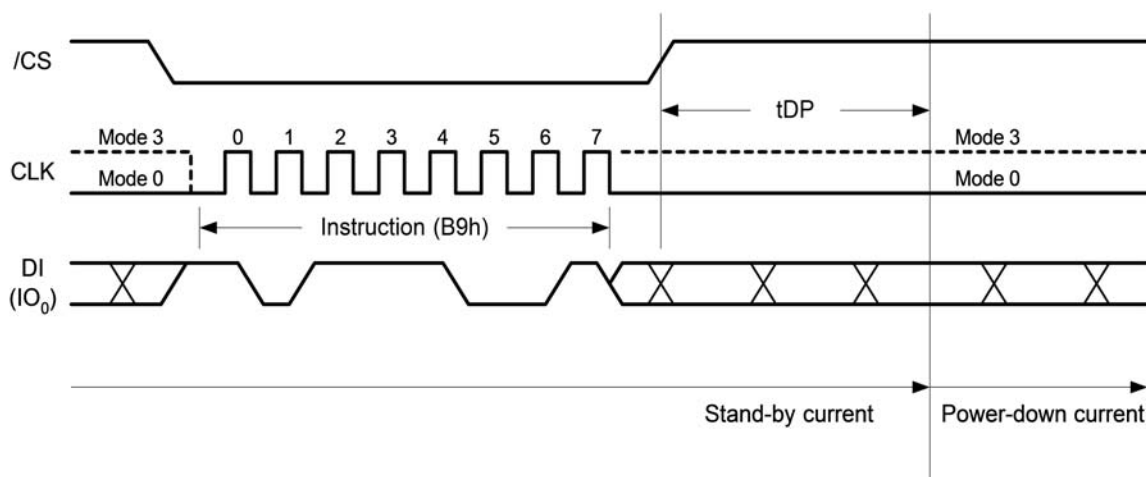 /CS
tDP
Mode 3 0 1 2 3 4 5 6 7 Mode 3
CLK
Mode 0 Mode 0
Instruction (B9h)
DI
(IO₀)
Stand-by current Power-down current